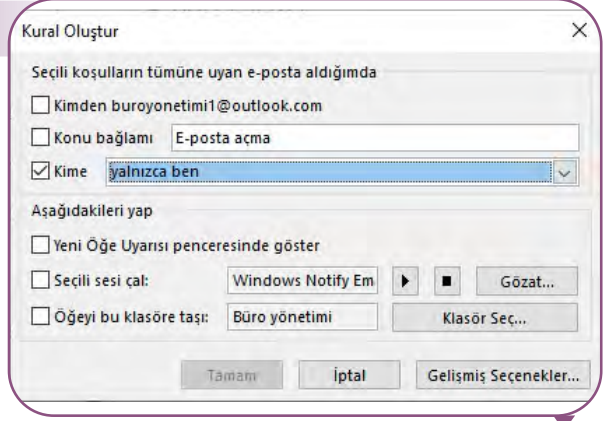 Kural Oluştur
Seçili koşulların tümüne uyan e-posta aldığımda
Kimden buroyonetimi1@outlook.com
Konu bağlamı E-posta açma
Kime yalnızca ben
Aşağıdakileri yap
Yeni Öğe Uyarısı penceresinde göster
Seçili sesi çal: Windows Notify Em Gözat...
Öğeyi bu klasöre taşı: Büro yönetimi Klasör Seç...
Tamam İptal Gelişmiş Seçenekler...